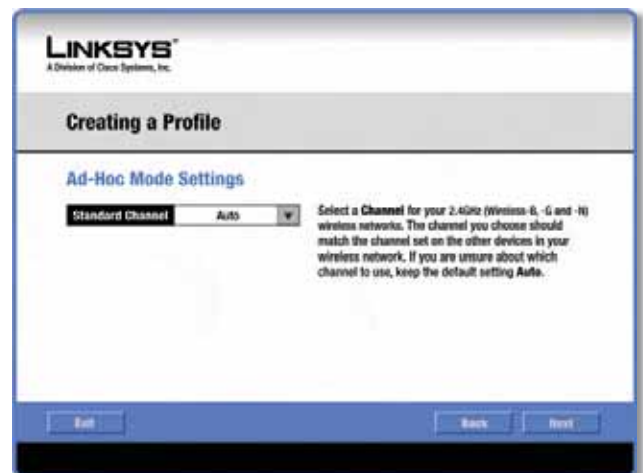 LINKSYS®
A Division of Cisco Systems, Inc.
Creating a Profile
Ad-Hoc Mode Settings
Standard Channel Auto
Select a Channel for your 2.4GHz (Wireless-B, -G and -N)
wireless networks. The channel you choose should
match the channel set on the other devices in your
wireless network. If you are unsure about which
channel to use, keep the default setting Auto.
Exit Back Next